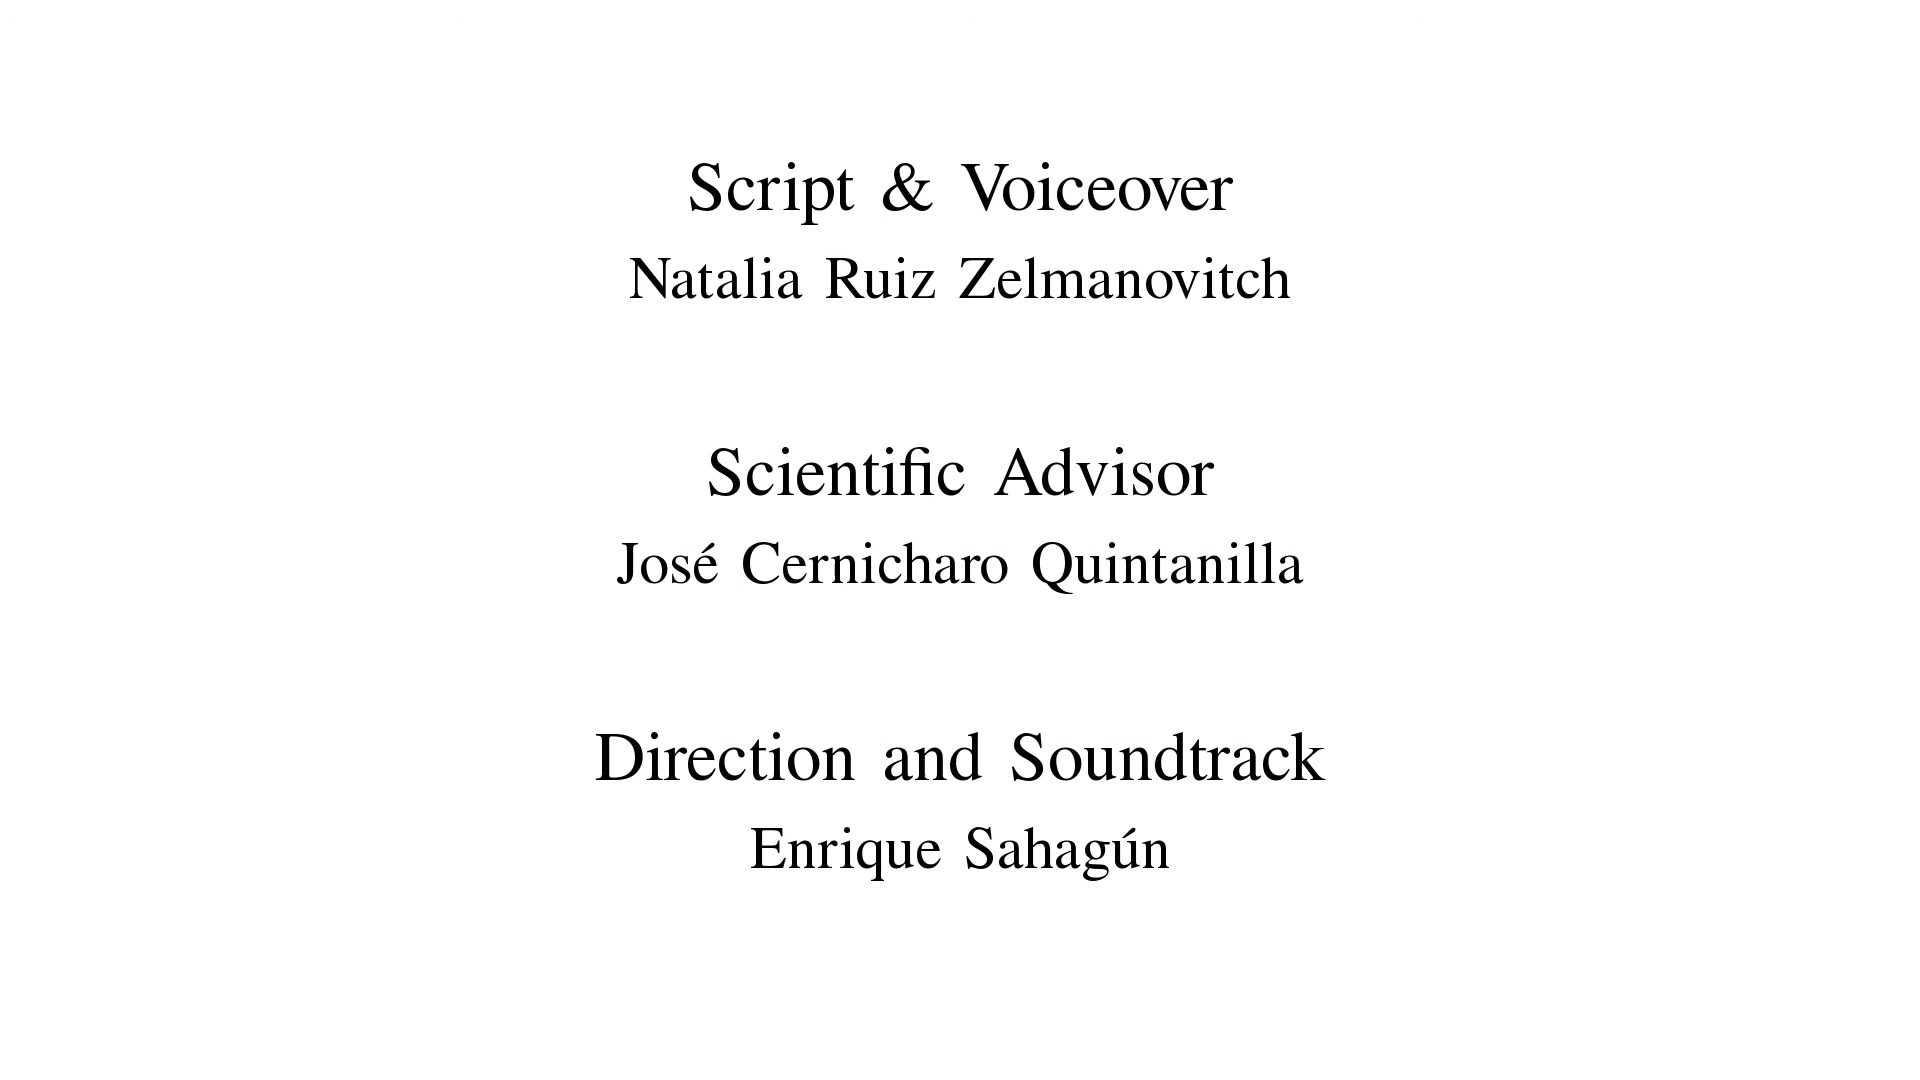 Script & Voiceover
Natalia Ruiz Zelmanovitch
Scientific Advisor
José Cernicharo Quintanilla
Direction and Soundtrack
Enrique Sahagún